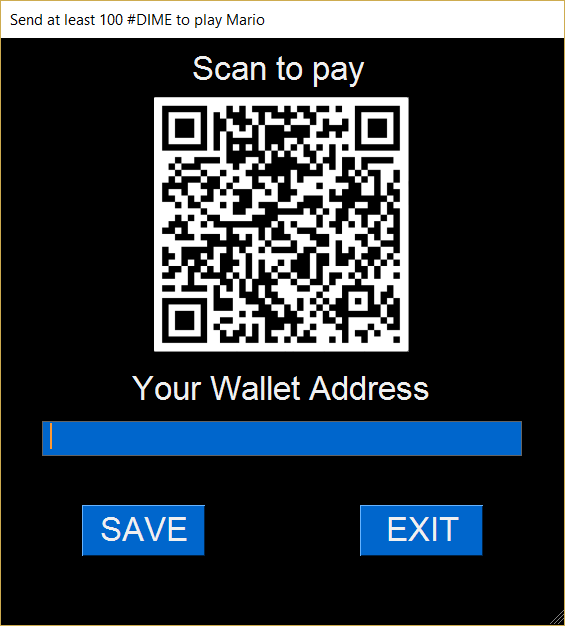 Send at least 100 #DIME to play Mario
Scan to pay
Your Wallet Address
SAVE
EXIT